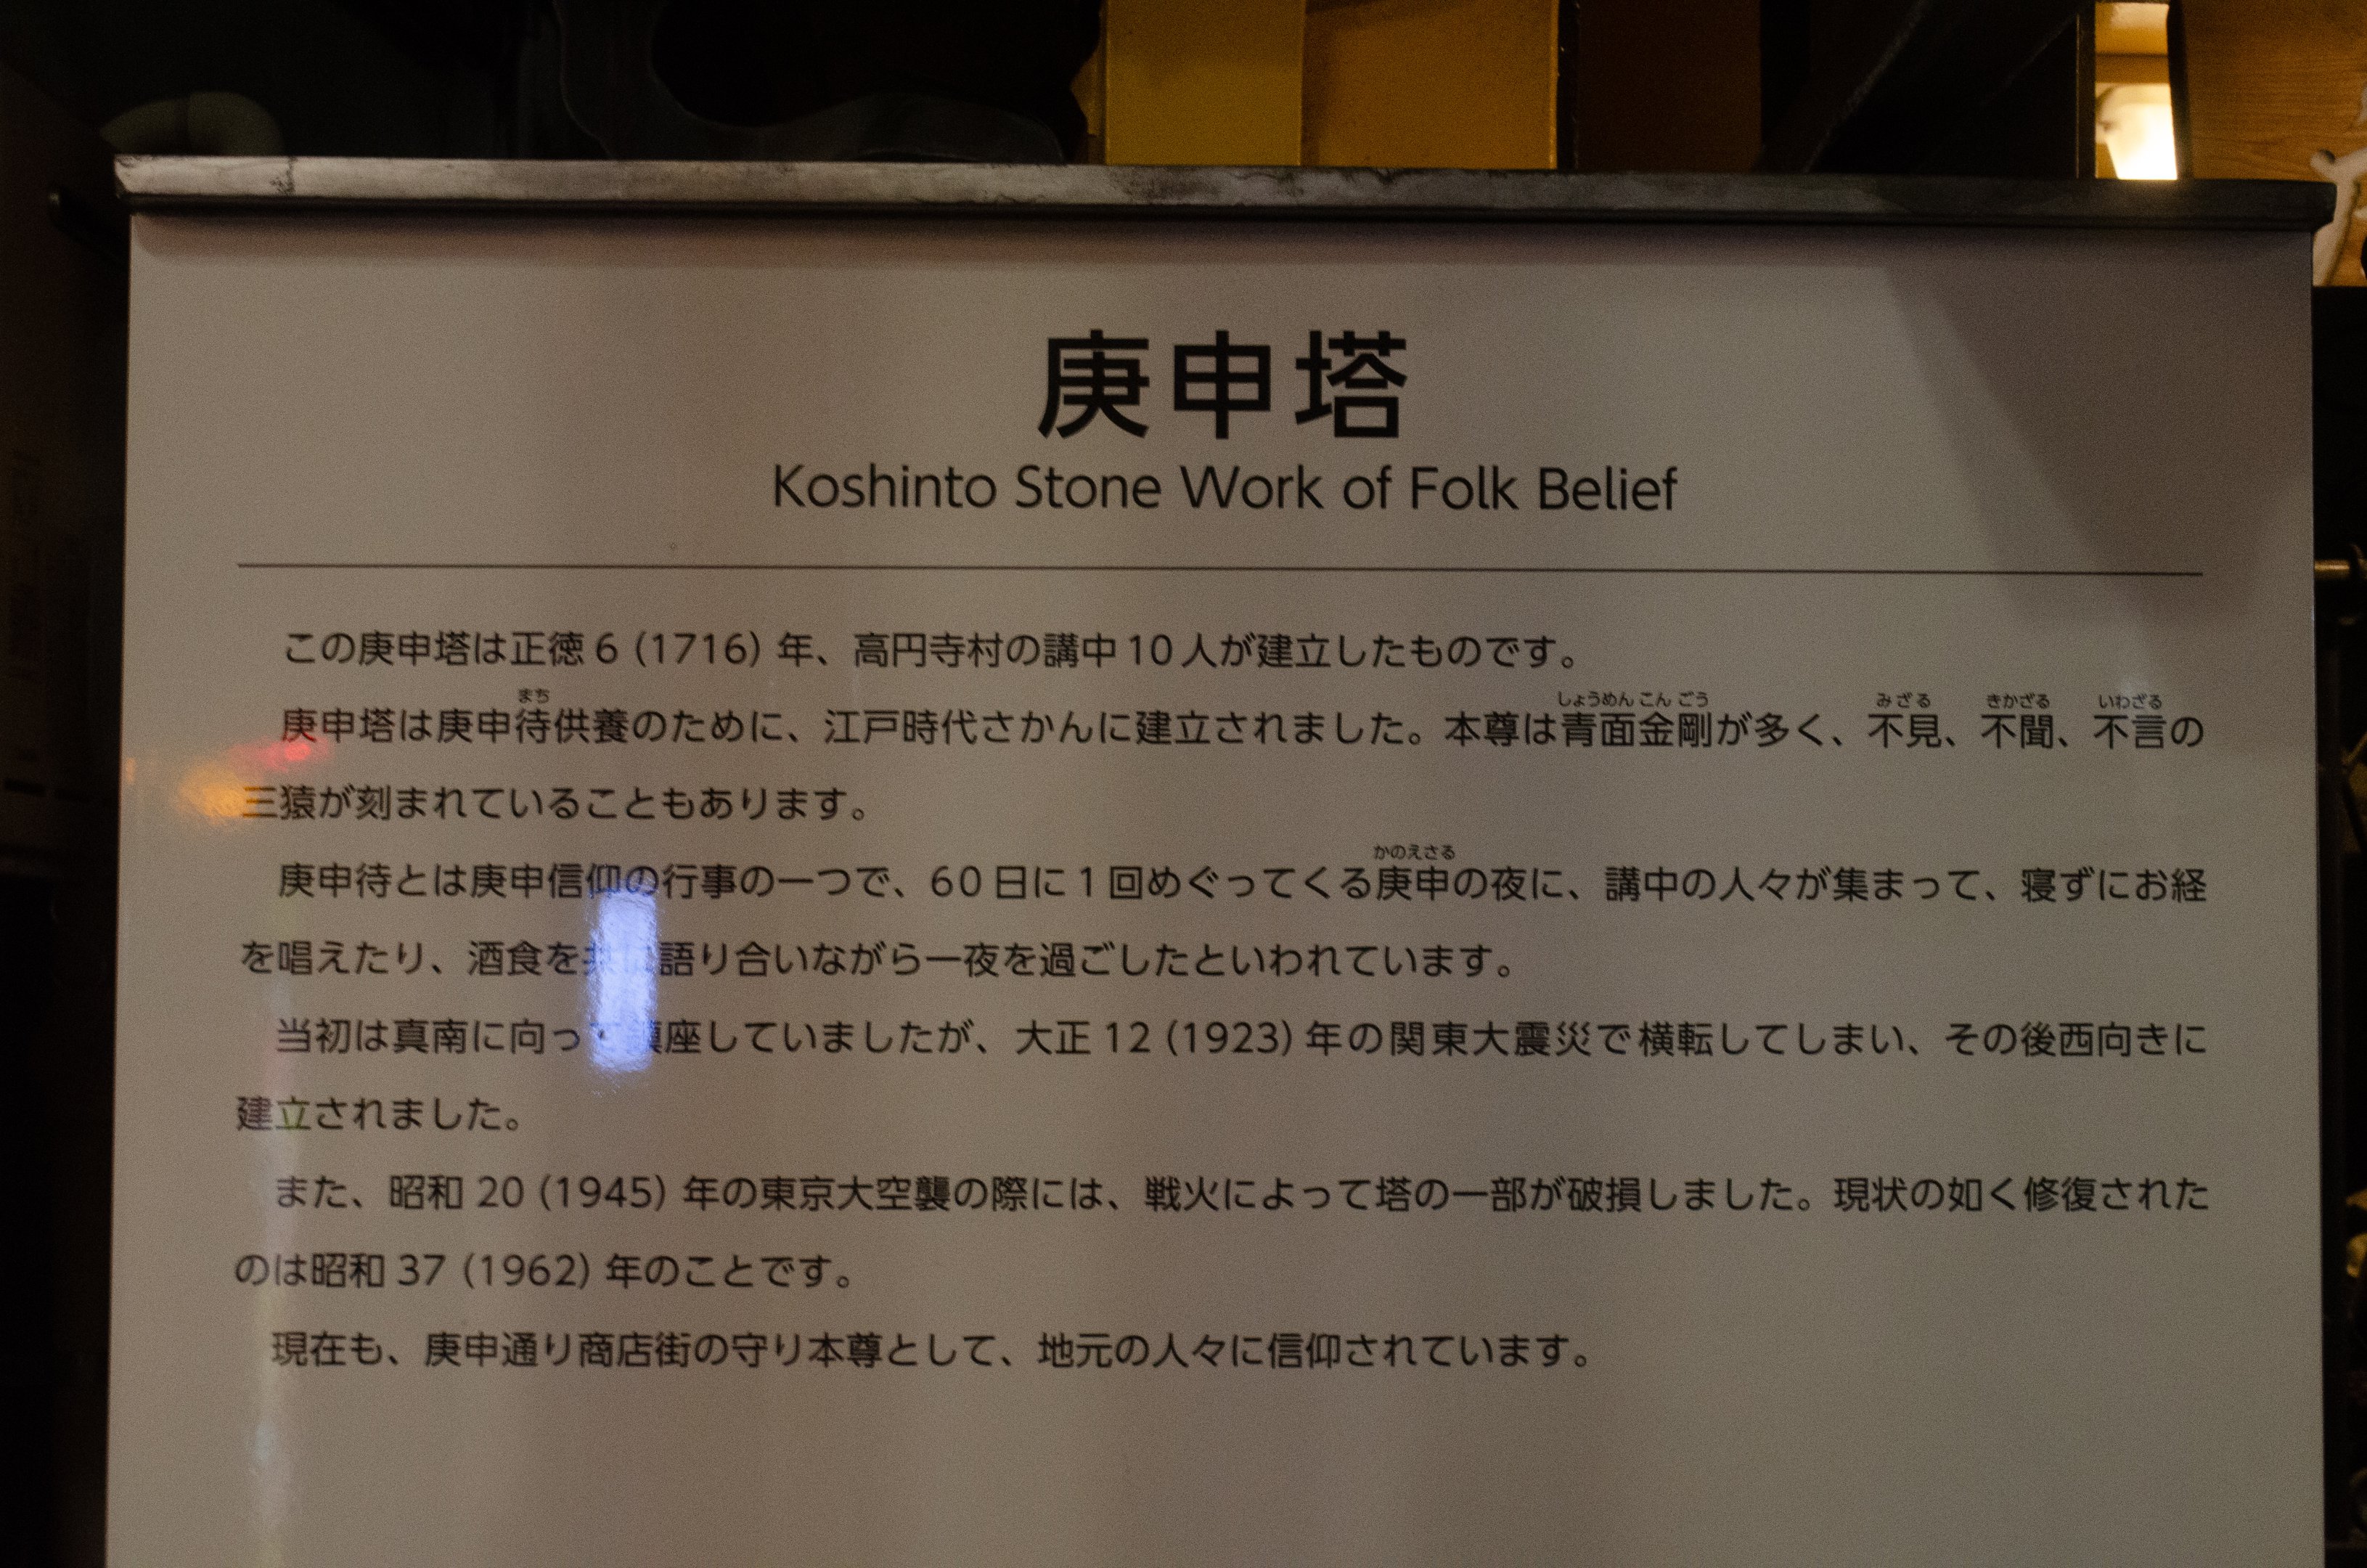 庚申塔
Koshinto Stone Work of Folk Belief
この庚申塔は正徳6(1716)年、高円寺村の講中10人が建立したものです。
まち しょうめんこんごう みざる きかざる いわざる
庚申塔は庚申待供養のために、江戸時代さかんに建立されました。本尊は青面金剛が多く、不見、不聞、不言の
三猿が刻まれていることもあります。
かのえさる
庚申待とは庚申信仰の行事の一つで、60日に1回めぐってくる庚申の夜に、講中の人々が集まって、寝ずにお経
を唱えたり、酒食を共に語り合いながら一夜を過ごしたといわれています。
当初は真南に向って鎮座していましたが、大正12(1923)年の関東大震災で横転してしまい、その後西向きに
建立されました。
また、昭和20(1945)年の東京大空襲の際には、戦火によって塔の一部が破損しました。現状の如く修復された
のは昭和37(1962)年のことです。
現在も、庚申通り商店街の守り本尊として、地元の人々に信仰されています。